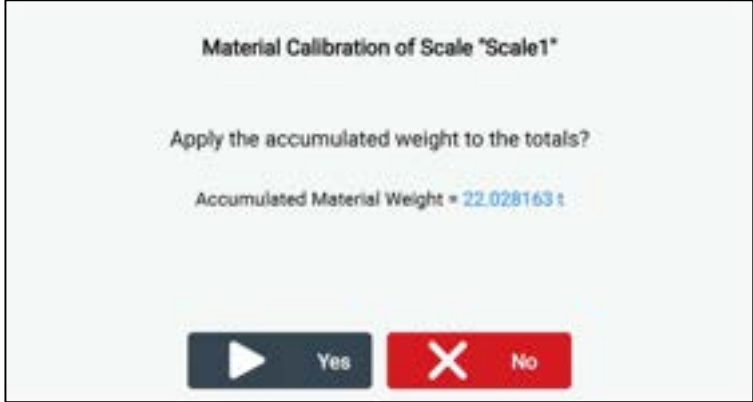 Material Calibration of Scale "Scale1"
Apply the accumulated weight to the totals?
Accumulated Material Weight = 22.028163 t
Yes No